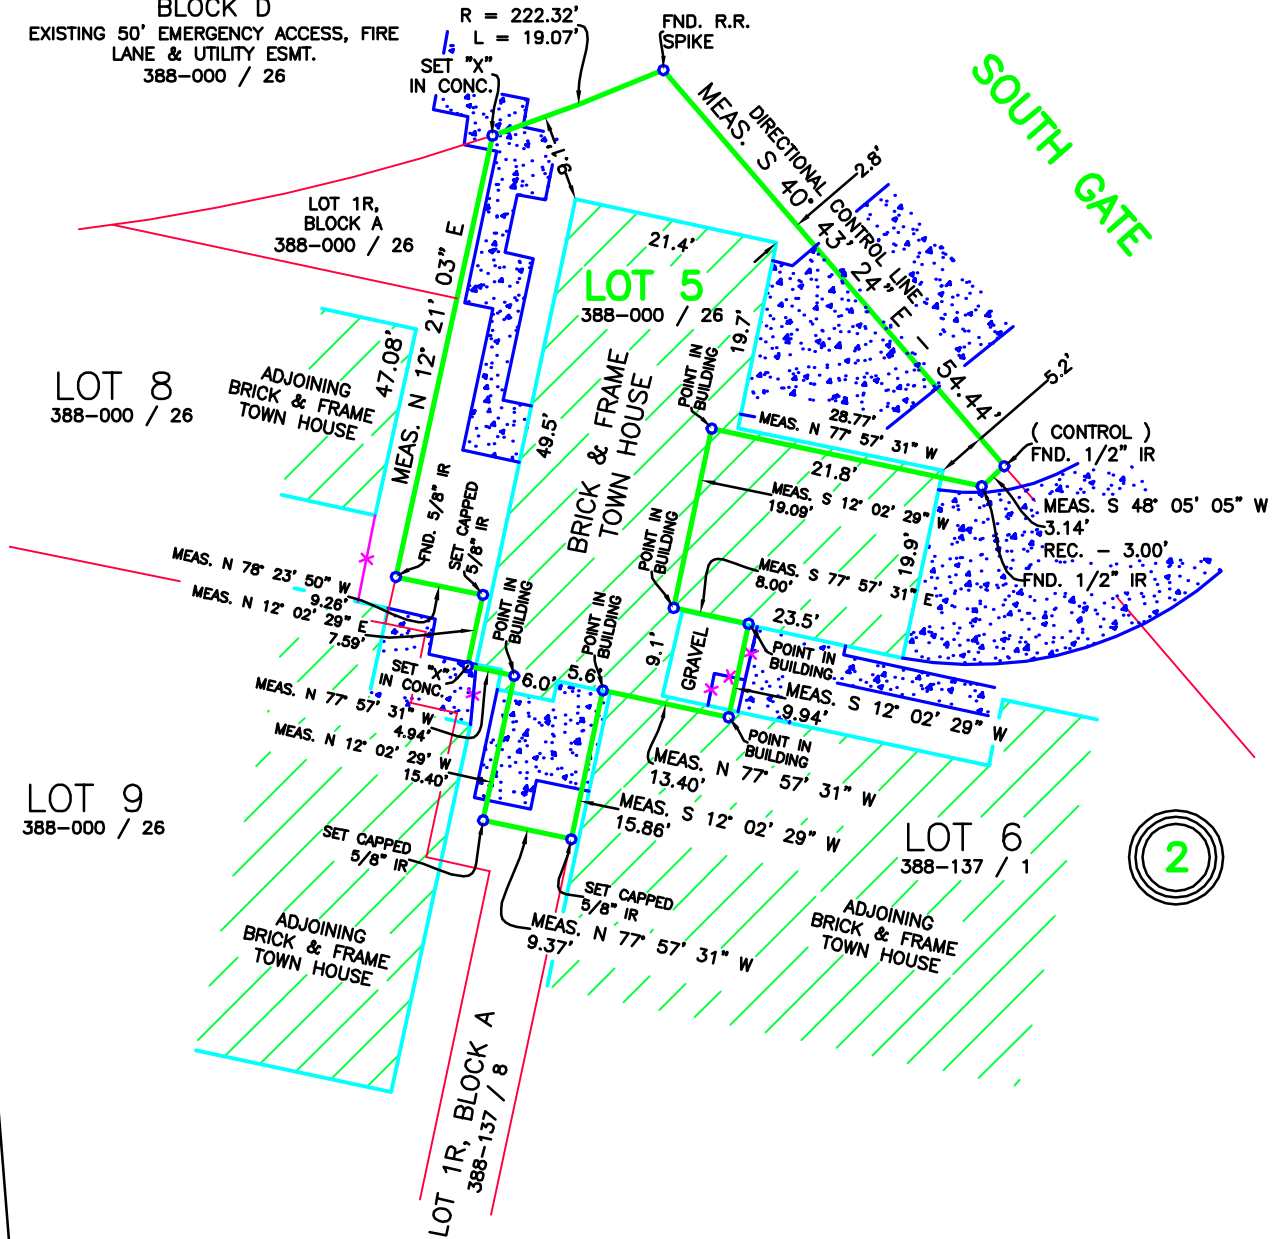 BLOCK D
EXISTING 50' EMERGENCY ACCESS, FIRE
LANE & UTILITY ESMT.
388-000 / 26
R = 222.32'
L = 19.07'
FND. R.R.
SPIKE
SET "X"
IN CONC.
SOUTH GATE
MEAS. S 40° 43' 24" E - 54.44'
DIRECTIONAL CONTROL LINE
2.8'
9.1'
LOT 1R,
BLOCK A
388-000 / 26
21.4'
LOT 5
388-000 / 26
19.7'
MEAS. N 12° 21' 03" E
47.08'
LOT 8
388-000 / 26
ADJOINING
BRICK & FRAME
TOWN HOUSE
49.5'
BRICK & FRAME
TOWN HOUSE
POINT IN
BUILDING
28.77'
MEAS. N 77° 57' 31" W
5.2'
( CONTROL )
FND. 1/2" IR
21.8'
MEAS. S 12° 02' 29" W
19.09'
MEAS. S 48° 05' 05" W
3.14'
REC. - 3.00'
FND. 1/2" IR
19.9'
FND. 5/8" IR
SET CAPPED
5/8" IR
POINT IN
BUILDING
MEAS. S 77° 57' 31" E
8.00'
23.5'
MEAS. N 78° 23' 50" W
9.26'
MEAS. N 12° 02' 29" E
7.59'
POINT IN
BUILDING
POINT IN
BUILDING
9.1'
GRAVEL
POINT IN
BUILDING
SET "X"
IN CONC.
6.0'
5.6'
MEAS. N 77° 57' 31" W
4.94'
MEAS. S 12° 02' 29" W
9.94'
POINT IN
BUILDING
MEAS. N 12° 02' 29" W
15.40'
MEAS. N 77° 57' 31" W
13.40'
LOT 9
388-000 / 26
MEAS. S 12° 02' 29" W
15.86'
SET CAPPED
5/8" IR
LOT 6
388-137 / 1
2
SET CAPPED
5/8" IR
MEAS. N 77° 57' 31" W
9.37'
ADJOINING
BRICK & FRAME
TOWN HOUSE
ADJOINING
BRICK & FRAME
TOWN HOUSE
LOT 1R, BLOCK A
388-137 / 8